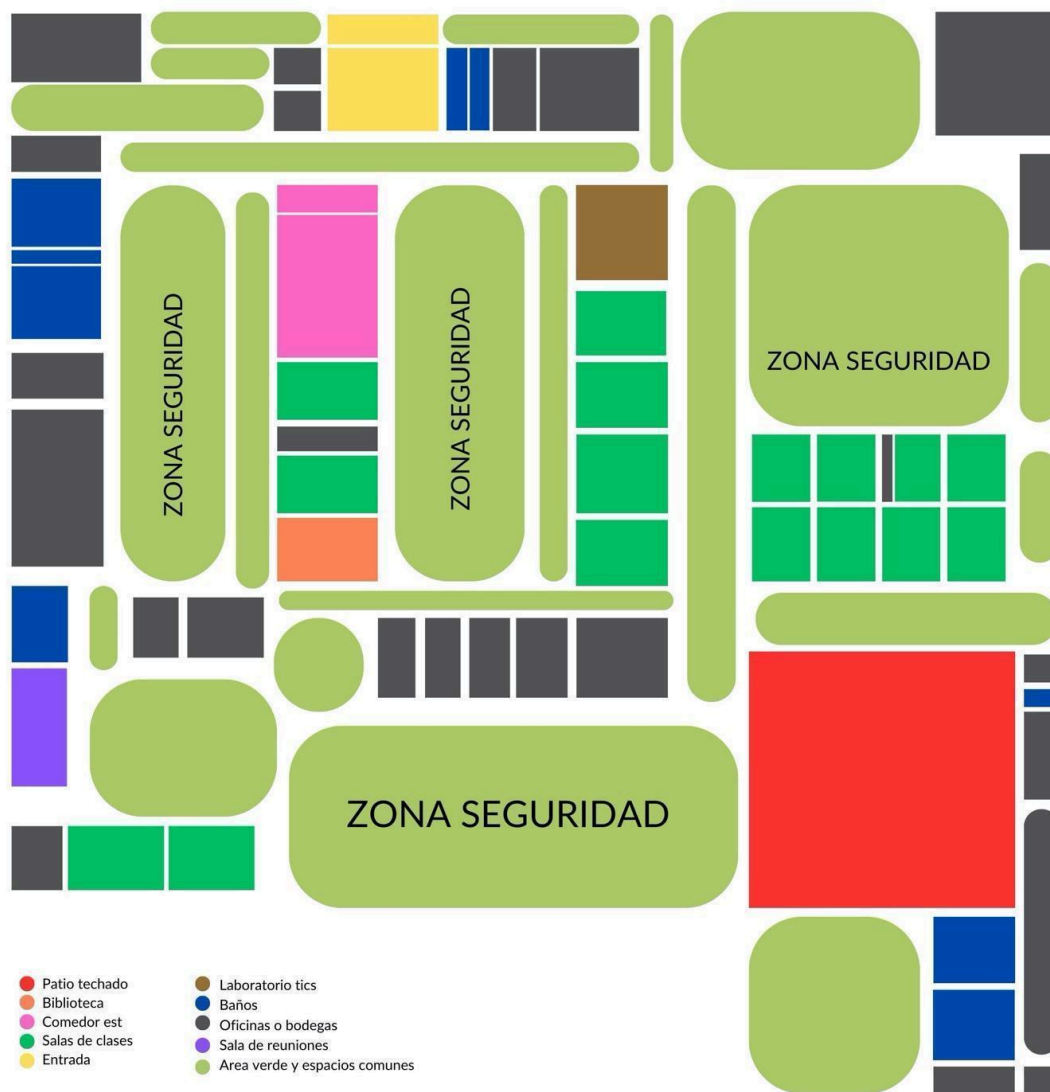 ZONA SEGURIDAD
ZONA SEGURIDAD
ZONA SEGURIDAD
ZONA SEGURIDAD
Patio techado
Biblioteca
Comedor est
Salas de clases
Entrada
Laboratorio tics
Baños
Oficinas o bodegas
Sala de reuniones
Area verde y espacios comunes